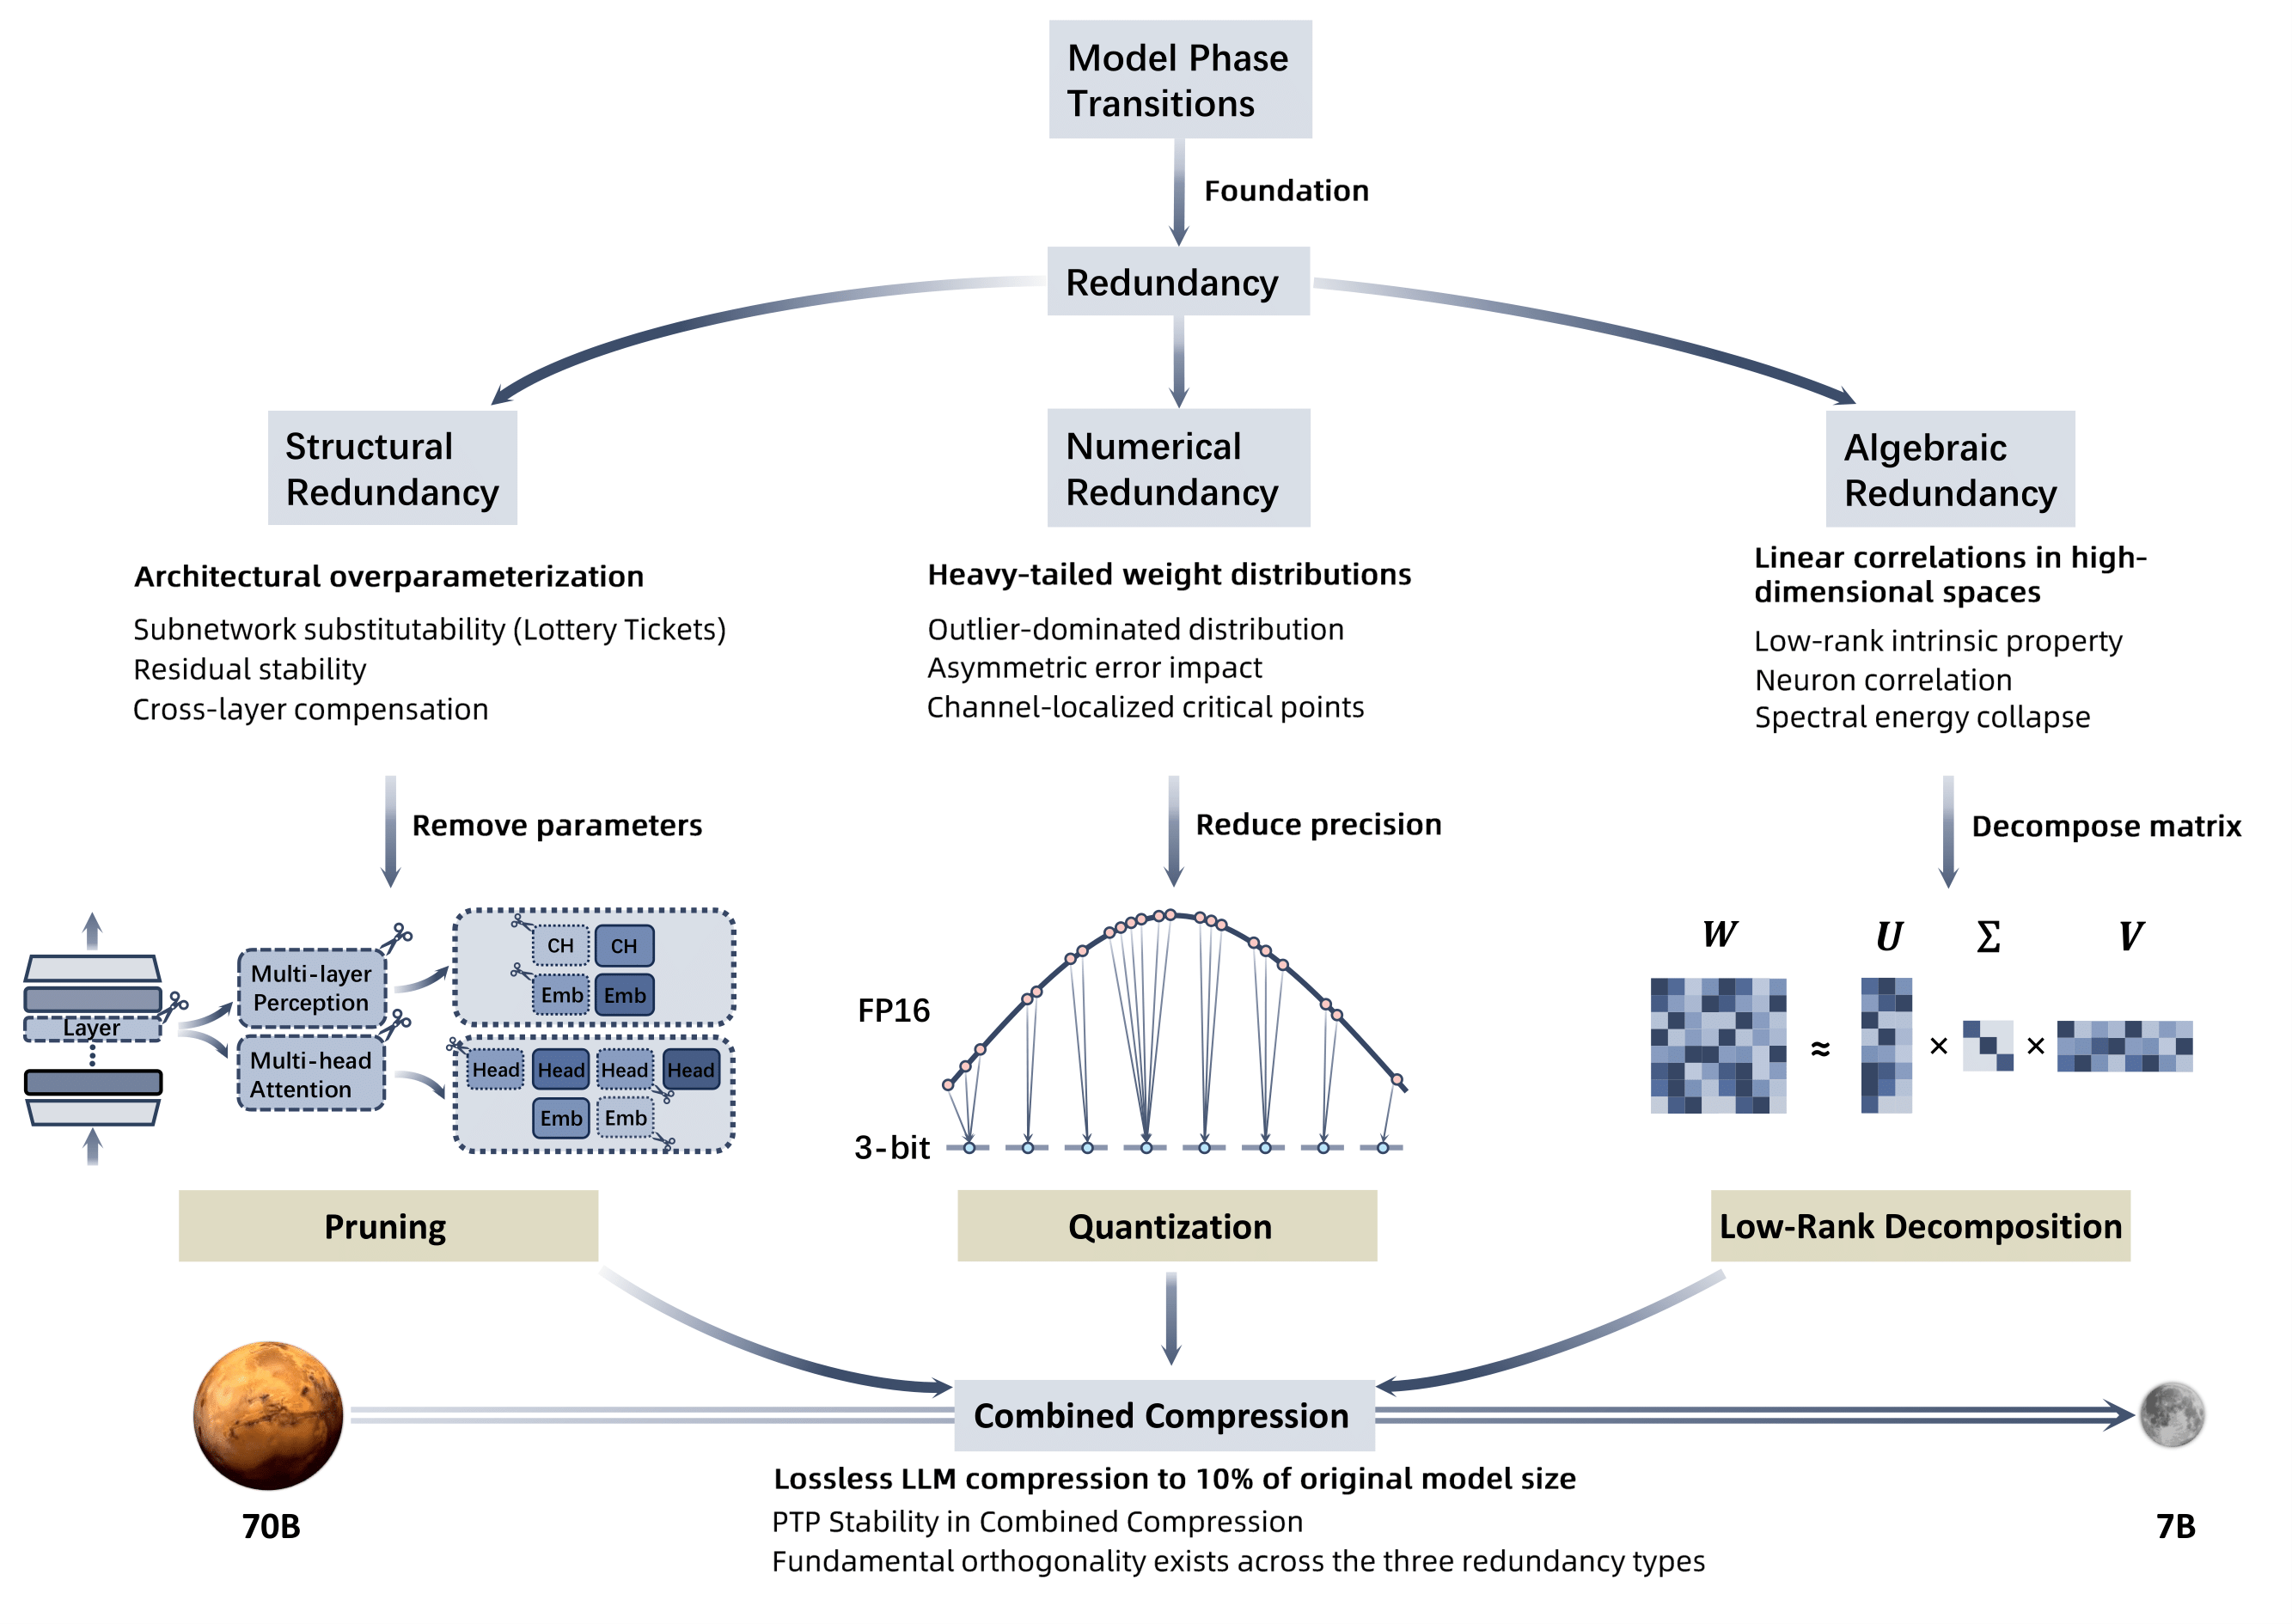 Model Phase
Transitions
Foundation
Redundancy
Structural
Redundancy
Numerical
Redundancy
Algebraic
Redundancy
Architectural overparameterization
Subnetwork substitutability (Lottery Tickets)
Residual stability
Cross-layer compensation
Heavy-tailed weight distributions
Outlier-dominated distribution
Asymmetric error impact
Channel-localized critical points
Linear correlations in high-
dimensional spaces
Low-rank intrinsic property
Neuron correlation
Spectral energy collapse
Remove parameters
Reduce precision
Decompose matrix
Layer
Multi-layer
Perception
Multi-head
Attention
CH CH
Emb Emb
Head Head Head Head
Emb Emb
FP16
3-bit
W U Σ V
≈ × ×
Pruning
Quantization
Low-Rank Decomposition
Combined Compression
70B
7B
Lossless LLM compression to 10% of original model size
PTP Stability in Combined Compression
Fundamental orthogonality exists across the three redundancy types